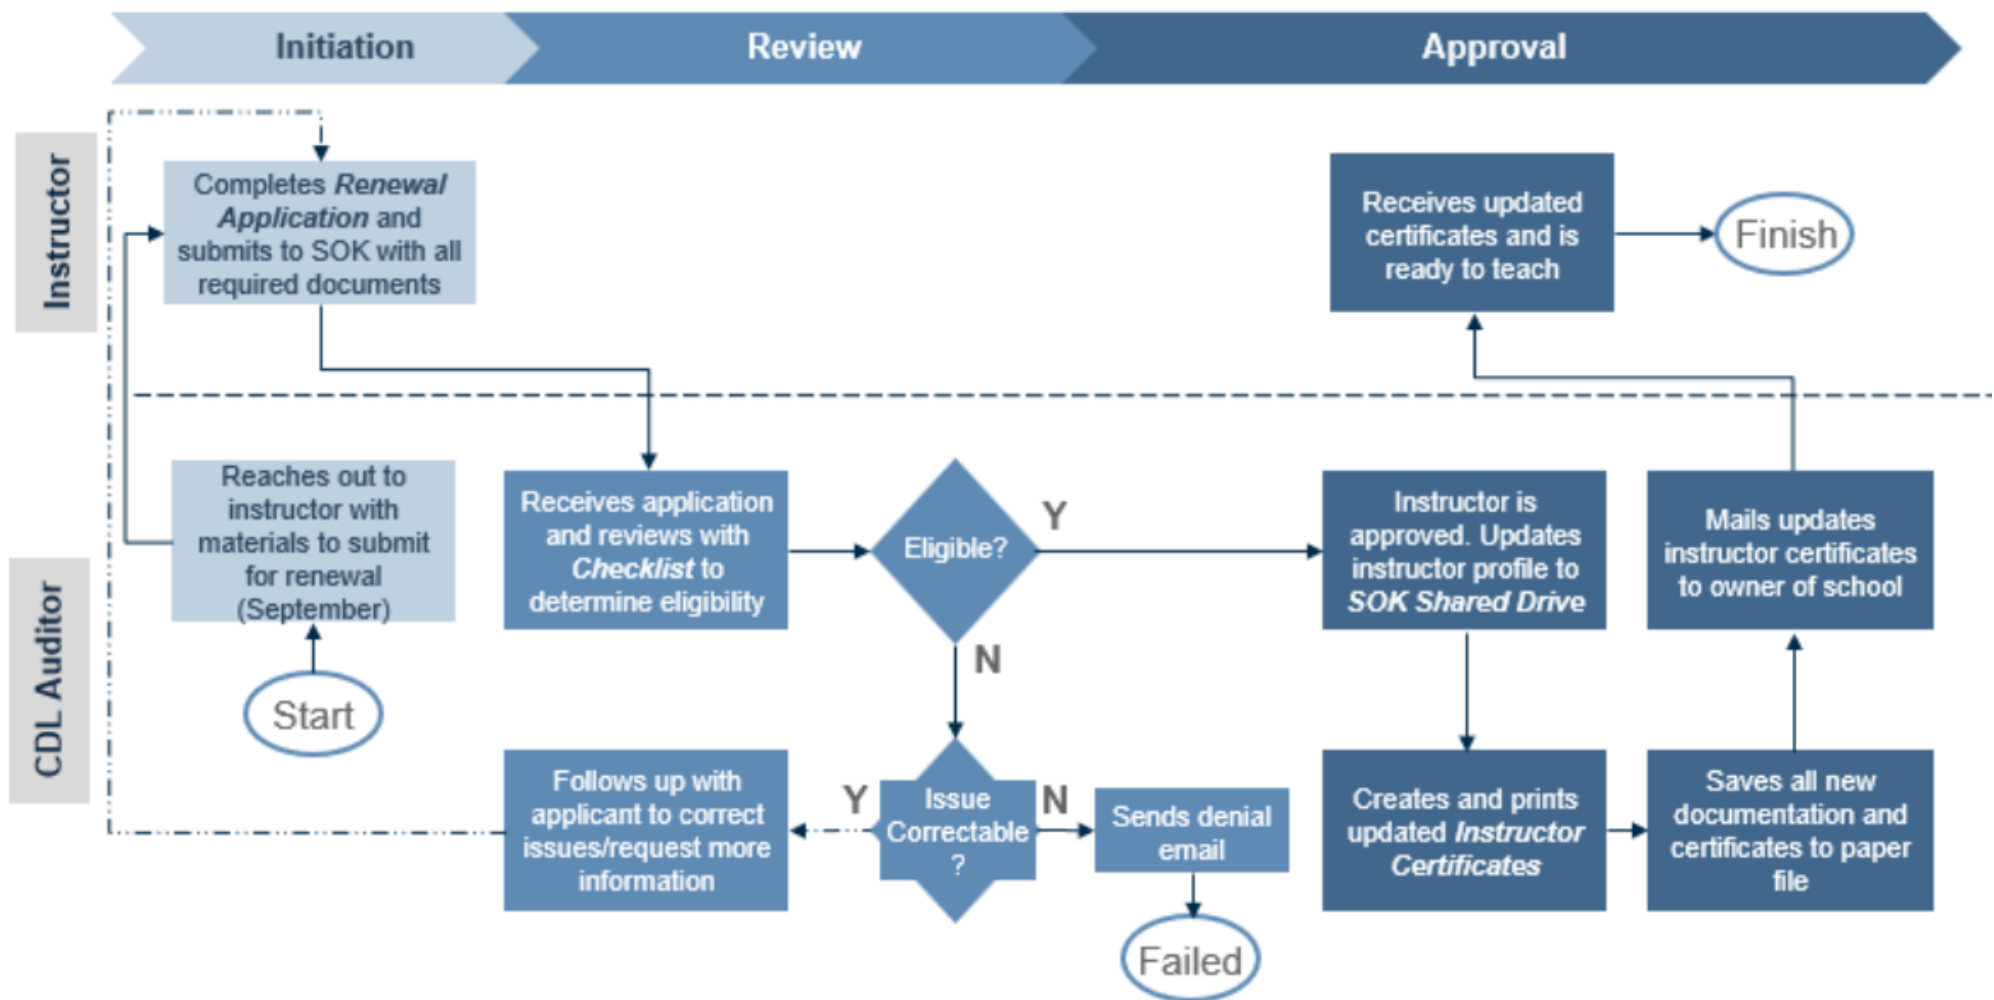 Initiation
Review
Approval
Instructor
Completes Renewal
Application and
submits to SOK with all
required documents
Receives updated
certificates and is
ready to teach
Finish
CDL Auditor
Reaches out to
instructor with
materials to submit
for renewal
(September)
Start
Receives application
and reviews with
Checklist to
determine eligibility
Eligible?
Y
N
Instructor is
approved. Updates
instructor profile to
SOK Shared Drive
Mails updates
instructor certificates
to owner of school
Follows up with
applicant to correct
issues/request more
information
Y
Issue
Correctable
?
N
Sends denial
email
Failed
Creates and prints
updated Instructor
Certificates
Saves all new
documentation and
certificates to paper
file